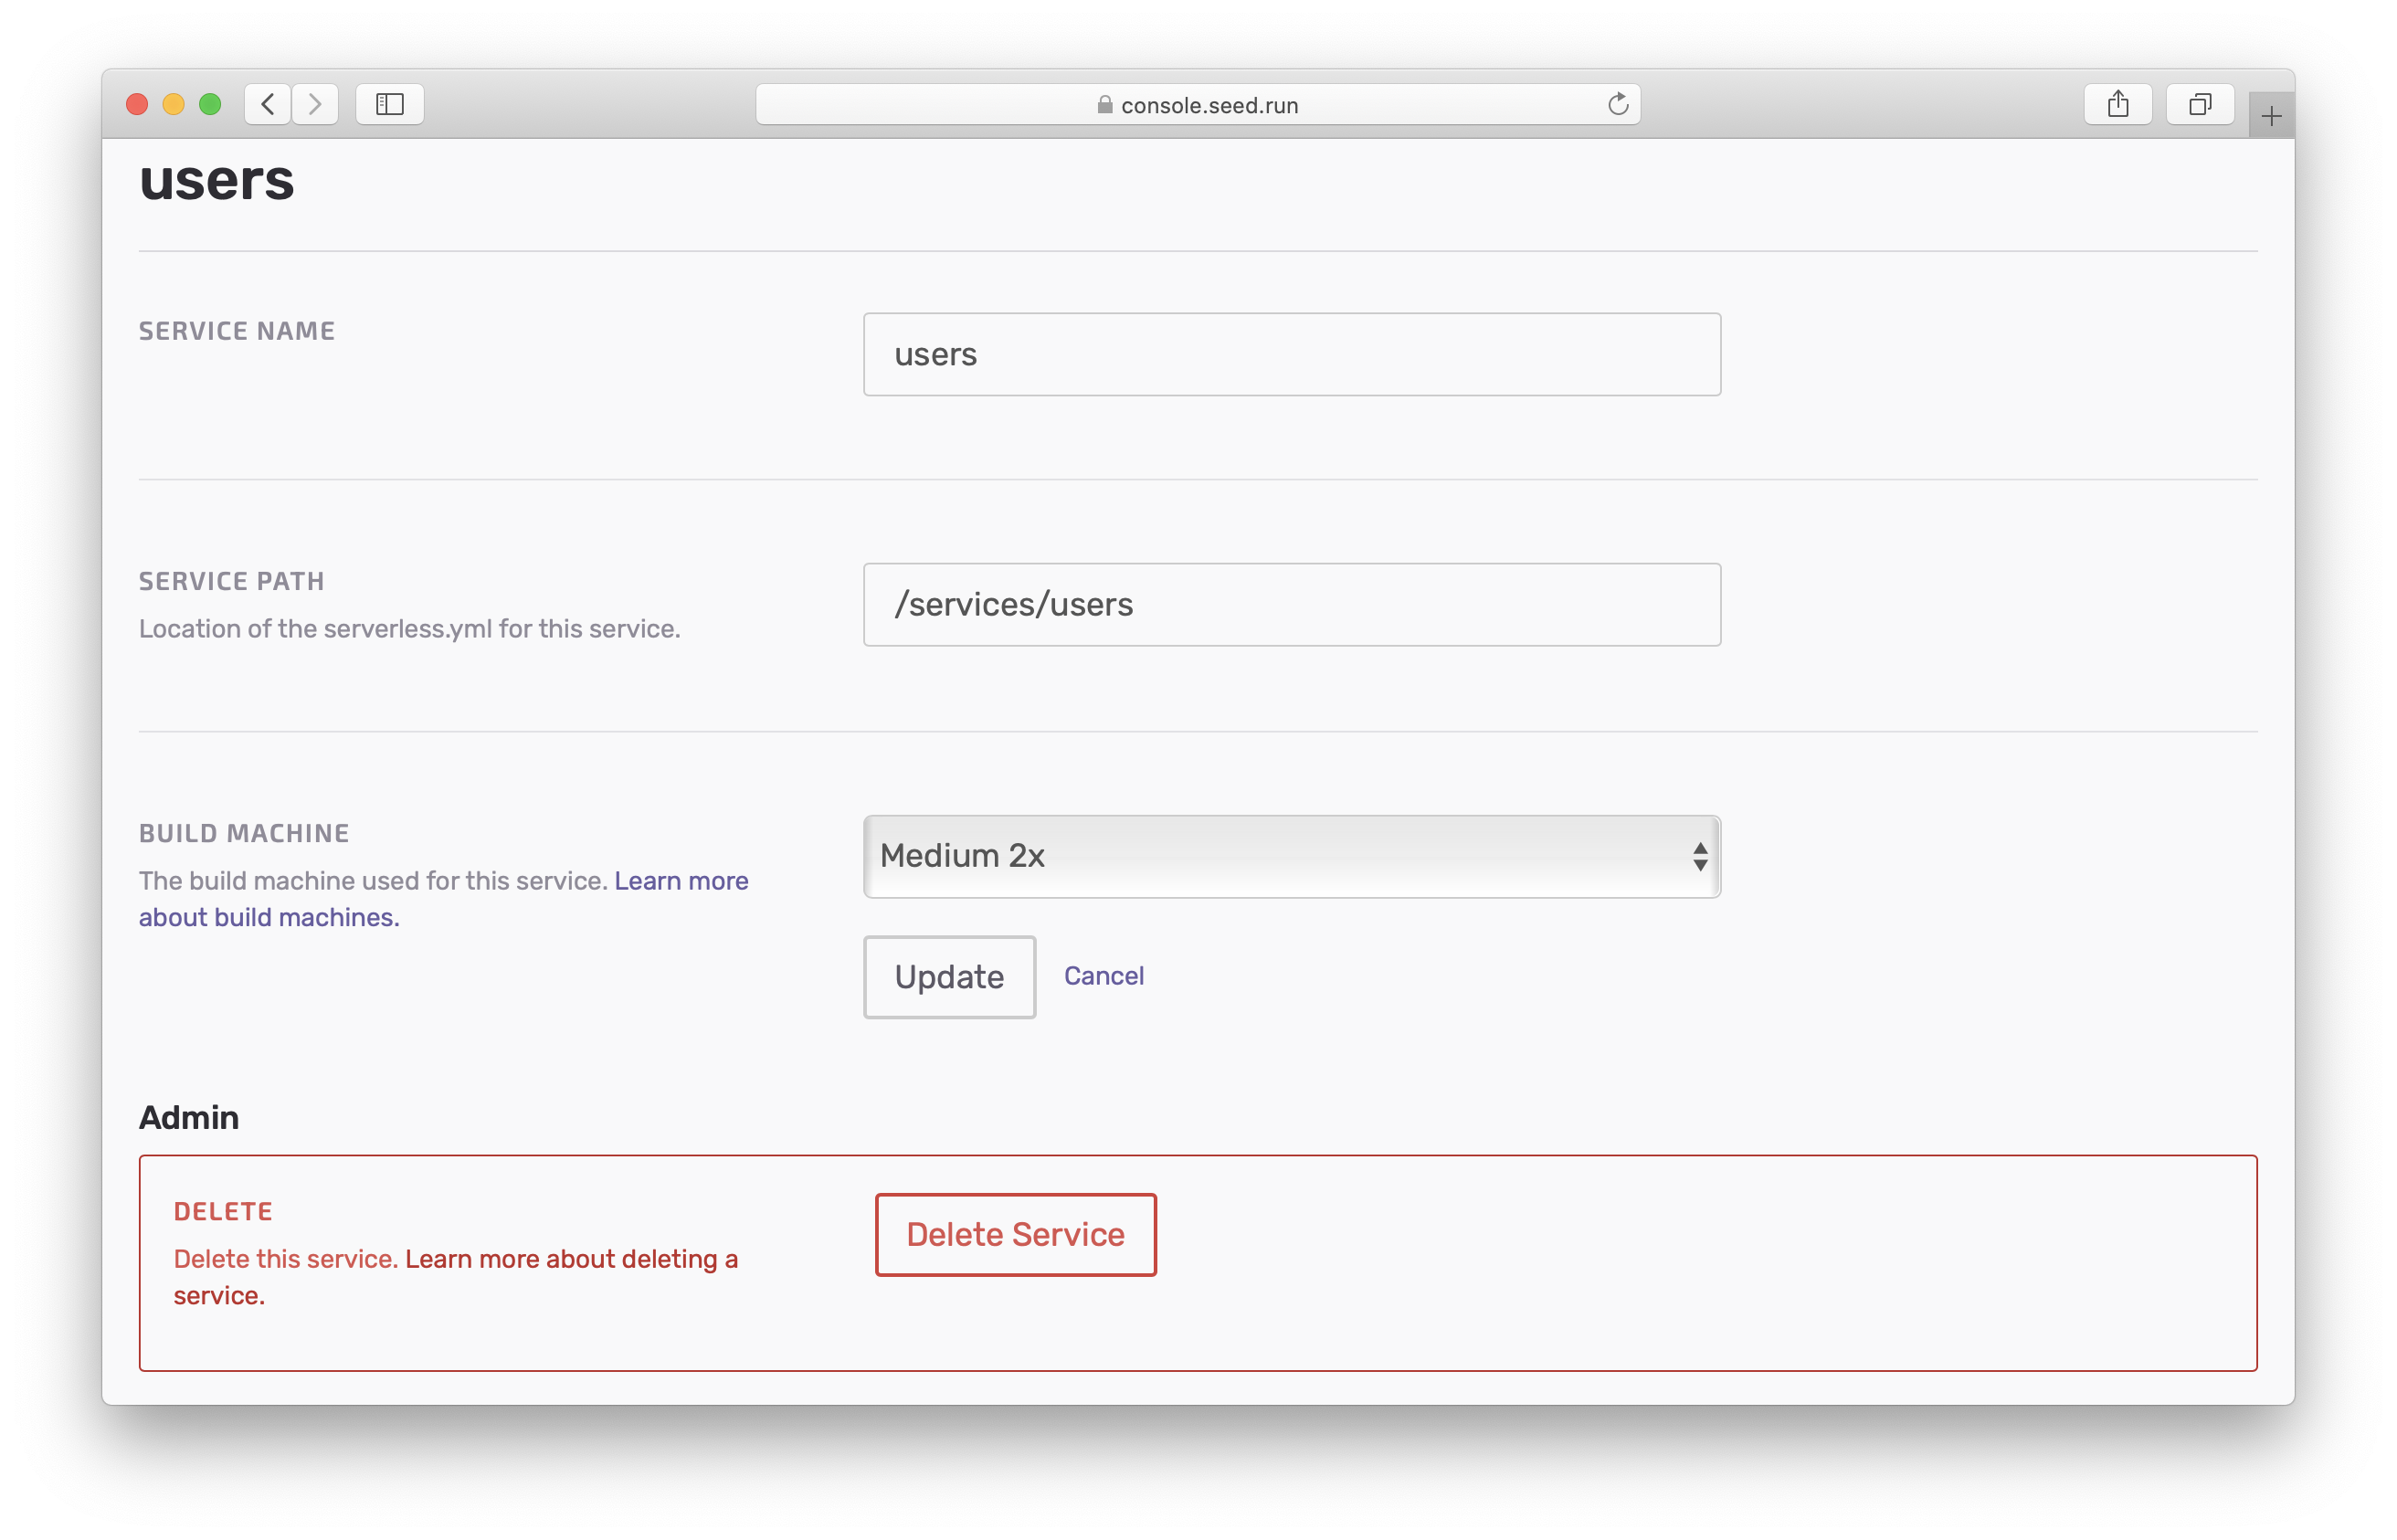 console.seed.run
users
SERVICE NAME
users
SERVICE PATH
Location of the serverless.yml for this service.
/services/users
BUILD MACHINE
The build machine used for this service. Learn more
about build machines.
Medium 2x
Update
Cancel
Admin
DELETE
Delete this service. Learn more about deleting a
service.
Delete Service